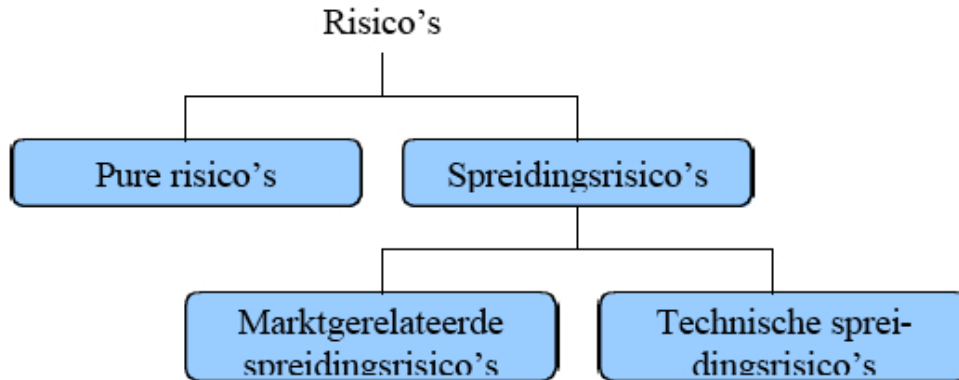 Risico’s
Pure risico’s
Spreidingsrisico’s
Marktgerelateerde
spreidingsrisico’s
Technische sprei-
dingsrisico’s